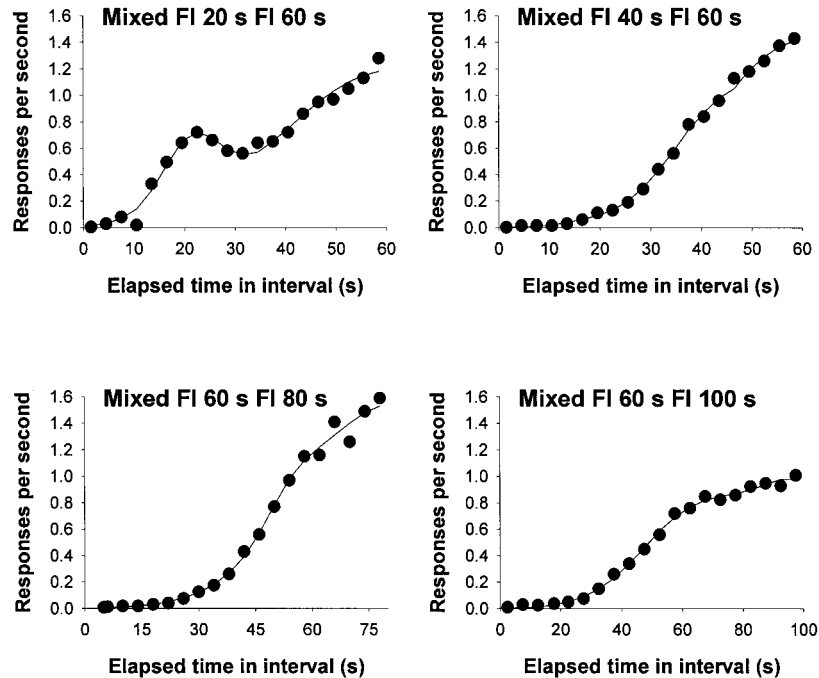 Mixed FI 20 s FI 60 s
Responses per second
1.6
1.4
1.2
1.0
0.8
0.6
0.4
0.2
0.0
0 10 20 30 40 50 60
Elapsed time in interval (s)
Mixed FI 40 s FI 60 s
Responses per second
1.6
1.4
1.2
1.0
0.8
0.6
0.4
0.2
0.0
0 10 20 30 40 50 60
Elapsed time in interval (s)
Mixed FI 60 s FI 80 s
Responses per second
1.6
1.4
1.2
1.0
0.8
0.6
0.4
0.2
0.0
0 15 30 45 60 75
Elapsed time in interval (s)
Mixed FI 60 s FI 100 s
Responses per second
1.6
1.4
1.2
1.0
0.8
0.6
0.4
0.2
0.0
0 20 40 60 80 100
Elapsed time in interval (s)